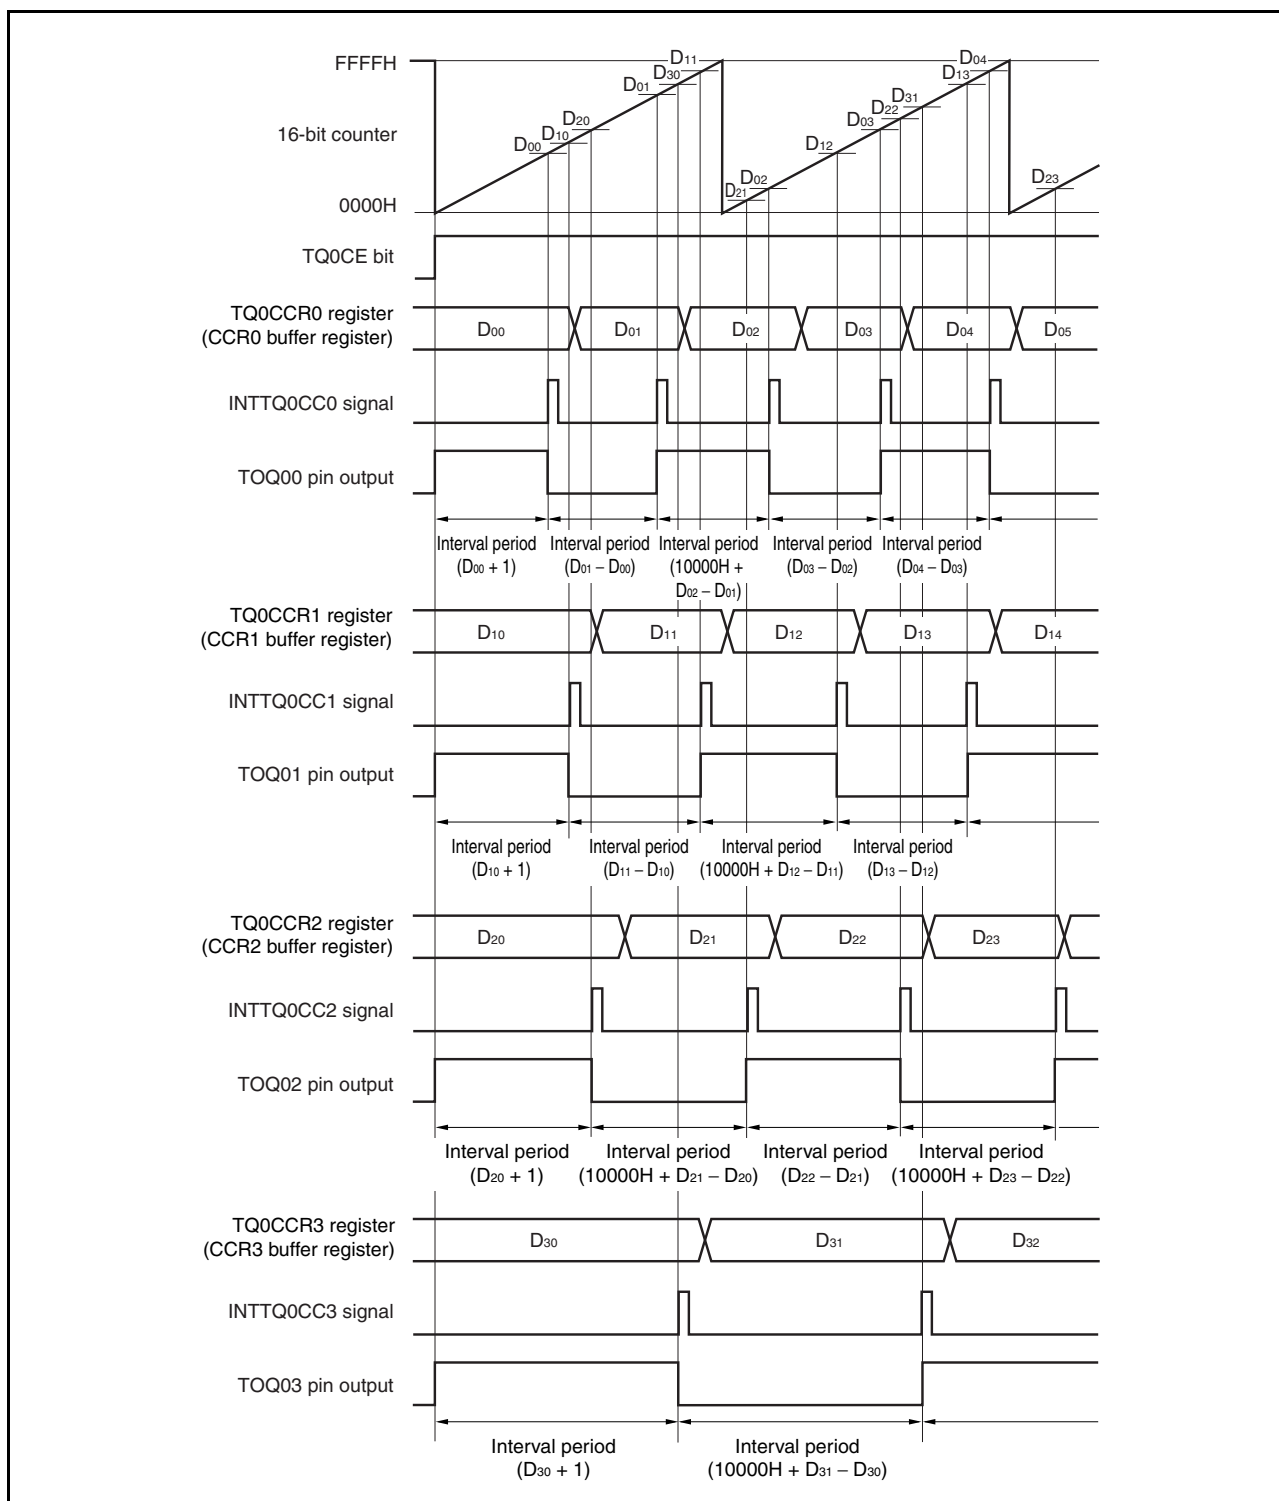 FFFFH
16-bit counter
0000H
D00
D10
D20
D01
D30
D11
D21
D02
D12
D03
D22
D31
D13
D04
D23
TQ0CE bit
TQ0CCR0 register
(CCR0 buffer register)
D00 D01 D02 D03 D04 D05
INTTQ0CC0 signal
TOQ00 pin output
Interval period Interval period Interval period Interval period Interval period
(D00 + 1) (D01 – D00) (10000H + (D03 – D02) (D04 – D03)
D02 – D01)
TQ0CCR1 register
(CCR1 buffer register)
D10 D11 D12 D13 D14
INTTQ0CC1 signal
TOQ01 pin output
Interval period Interval period Interval period Interval period
(D10 + 1) (D11 – D10) (10000H + D12 – D11) (D13 – D12)
TQ0CCR2 register
(CCR2 buffer register)
D20 D21 D22 D23
INTTQ0CC2 signal
TOQ02 pin output
Interval period Interval period Interval period Interval period
(D20 + 1) (10000H + D21 – D20) (D22 – D21) (10000H + D23 – D22)
TQ0CCR3 register
(CCR3 buffer register)
D30 D31 D32
INTTQ0CC3 signal
TOQ03 pin output
Interval period Interval period
(D30 + 1) (10000H + D31 – D30)